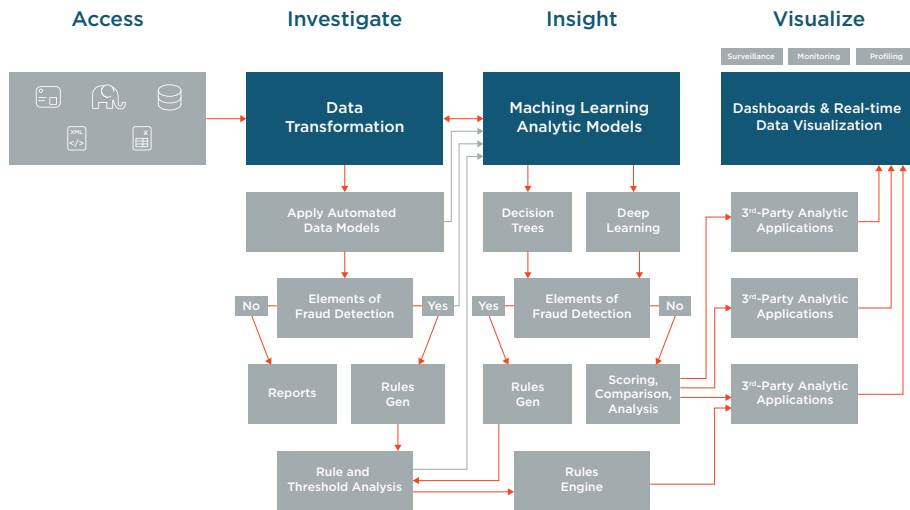 Access
Investigate
Insight
Visualize
Surveillance
Monitoring
Profiling
XML
</>
X
Data
Transformation
Maching Learning
Analytic Models
Dashboards & Real-time
Data Visualization
Apply Automated
Data Models
Decision
Trees
Deep
Learning
3rd-Party Analytic
Applications
No
Elements of
Fraud Detection
Yes
Yes
Elements of
Fraud Detection
No
3rd-Party Analytic
Applications
Reports
Rules
Gen
Rules
Gen
Scoring,
Comparison,
Analysis
3rd-Party Analytic
Applications
Rule and
Threshold Analysis
Rules
Engine